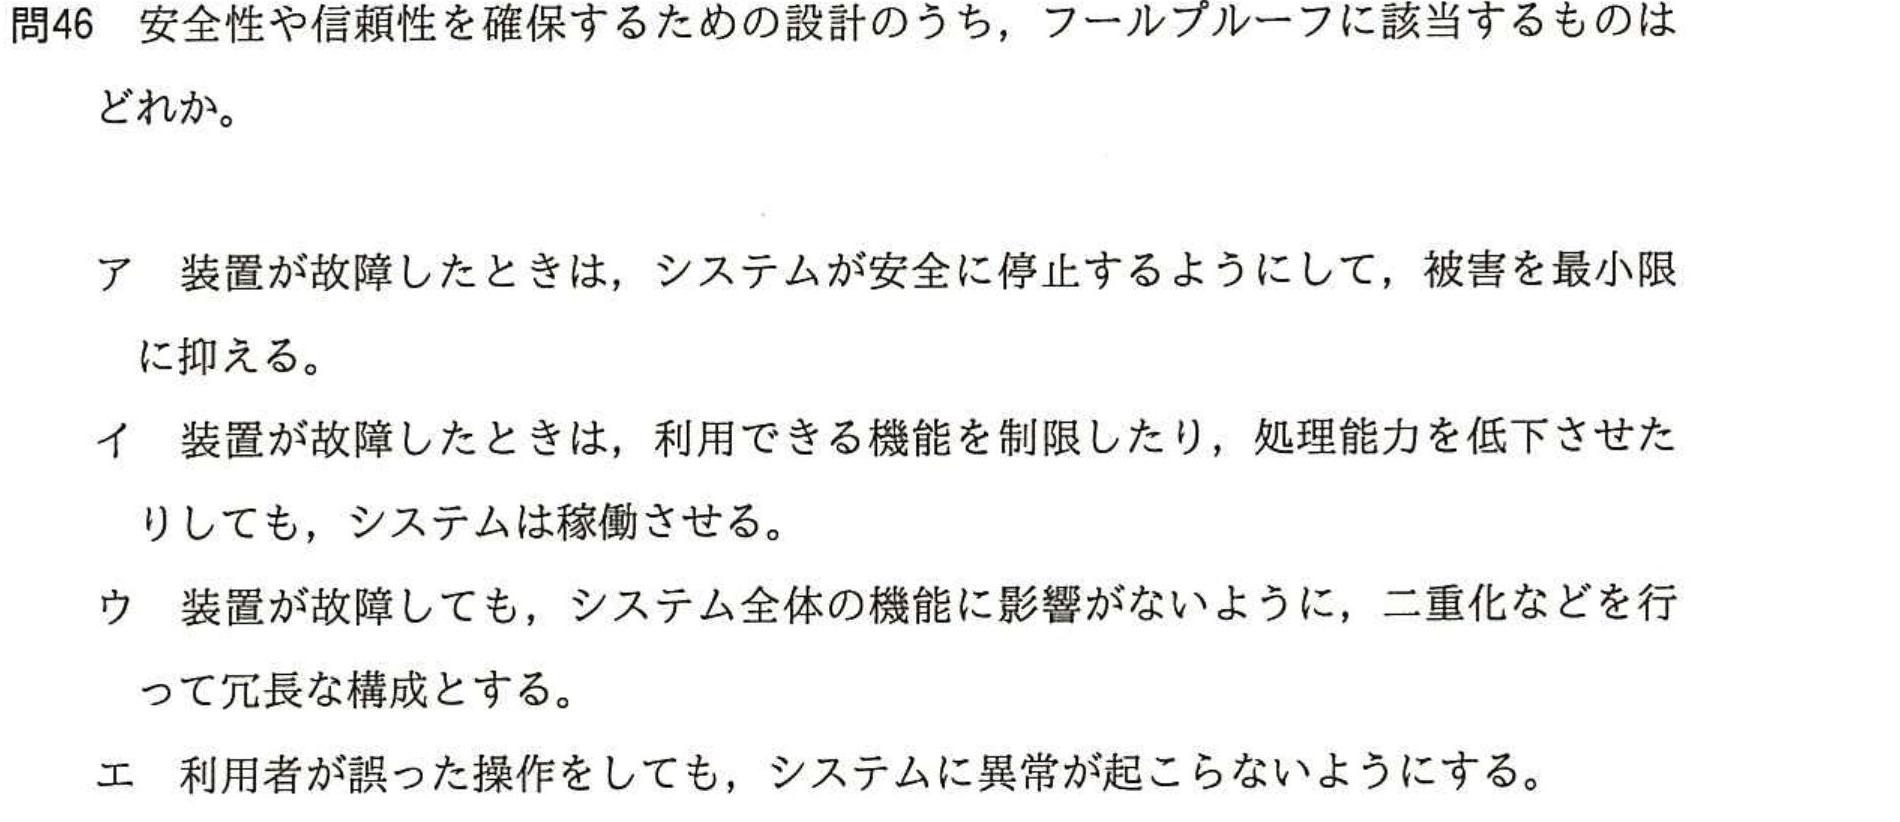 問46　安全性や信頼性を確保するための設計のうち，フールプルーフに該当するものは
どれか。
ア　装置が故障したときは，システムが安全に停止するようにして，被害を最小限
に抑える。
イ　装置が故障したときは，利用できる機能を制限したり，処理能力を低下させた
りしても，システムは稼働させる。
ウ　装置が故障しても，システム全体の機能に影響がないように，二重化などを行
って冗長な構成とする。
エ　利用者が誤った操作をしても，システムに異常が起こらないようにする。